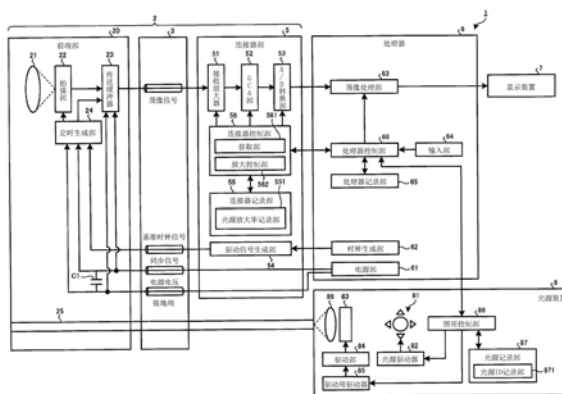 1
2
20
前端部
21
22
摄像部
23
传送缓冲器
24
定时生成部
3
图像信号
5
连接器部
51
接收放大器
52
GCA部
53
A/D转换部
56
连接器控制部
561
获取部
放大控制部
562
55
连接器记录部
551
光源放大率记录部
基准时钟信号
驱动信号生成部
54
同步信号
电源电压
接地端
C1
25
6
处理器
63
图像处理部
7
显示装置
66
处理器控制部
64
输入部
处理器记录部
65
时钟生成部
62
电源部
61
8
光源装置
86
83
81
88
照明控制部
84
驱动部
82
光源驱动器
85
驱动用驱动器
87
光源记录部
光源ID记录部
871